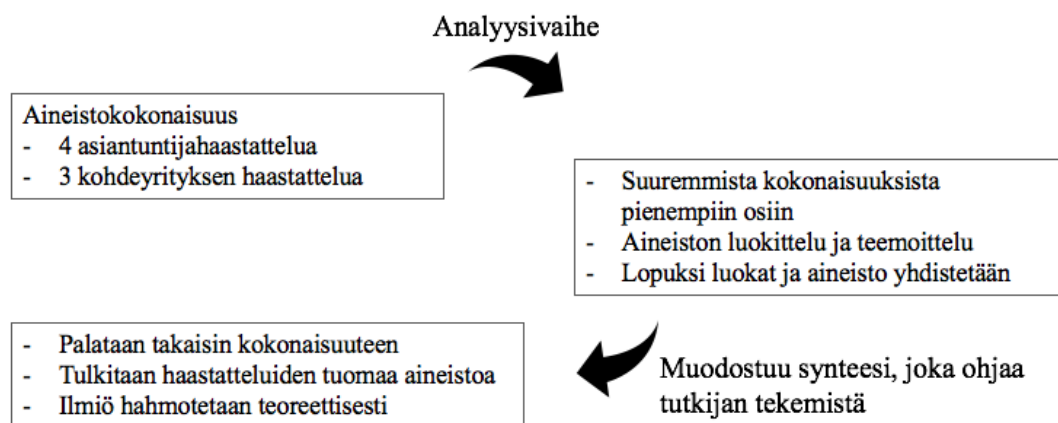 Analyysivaihe
Aineistokokonaisuus
- 4 asiantuntijahaastattelua
- 3 kohdeyrityksen haastattelua
- Suuremmista kokonaisuuksista
pienempiin osiin
- Aineiston luokittelu ja teemoittelu
- Lopuksi luokat ja aineisto yhdistetään
Muodostuu synteesi, joka ohjaa
tutkijan tekemistä
- Palataan takaisin kokonaisuuteen
- Tulkitaan haastatteluiden tuomaa aineistoa
- Ilmiö hahmotetaan teoreettisesti